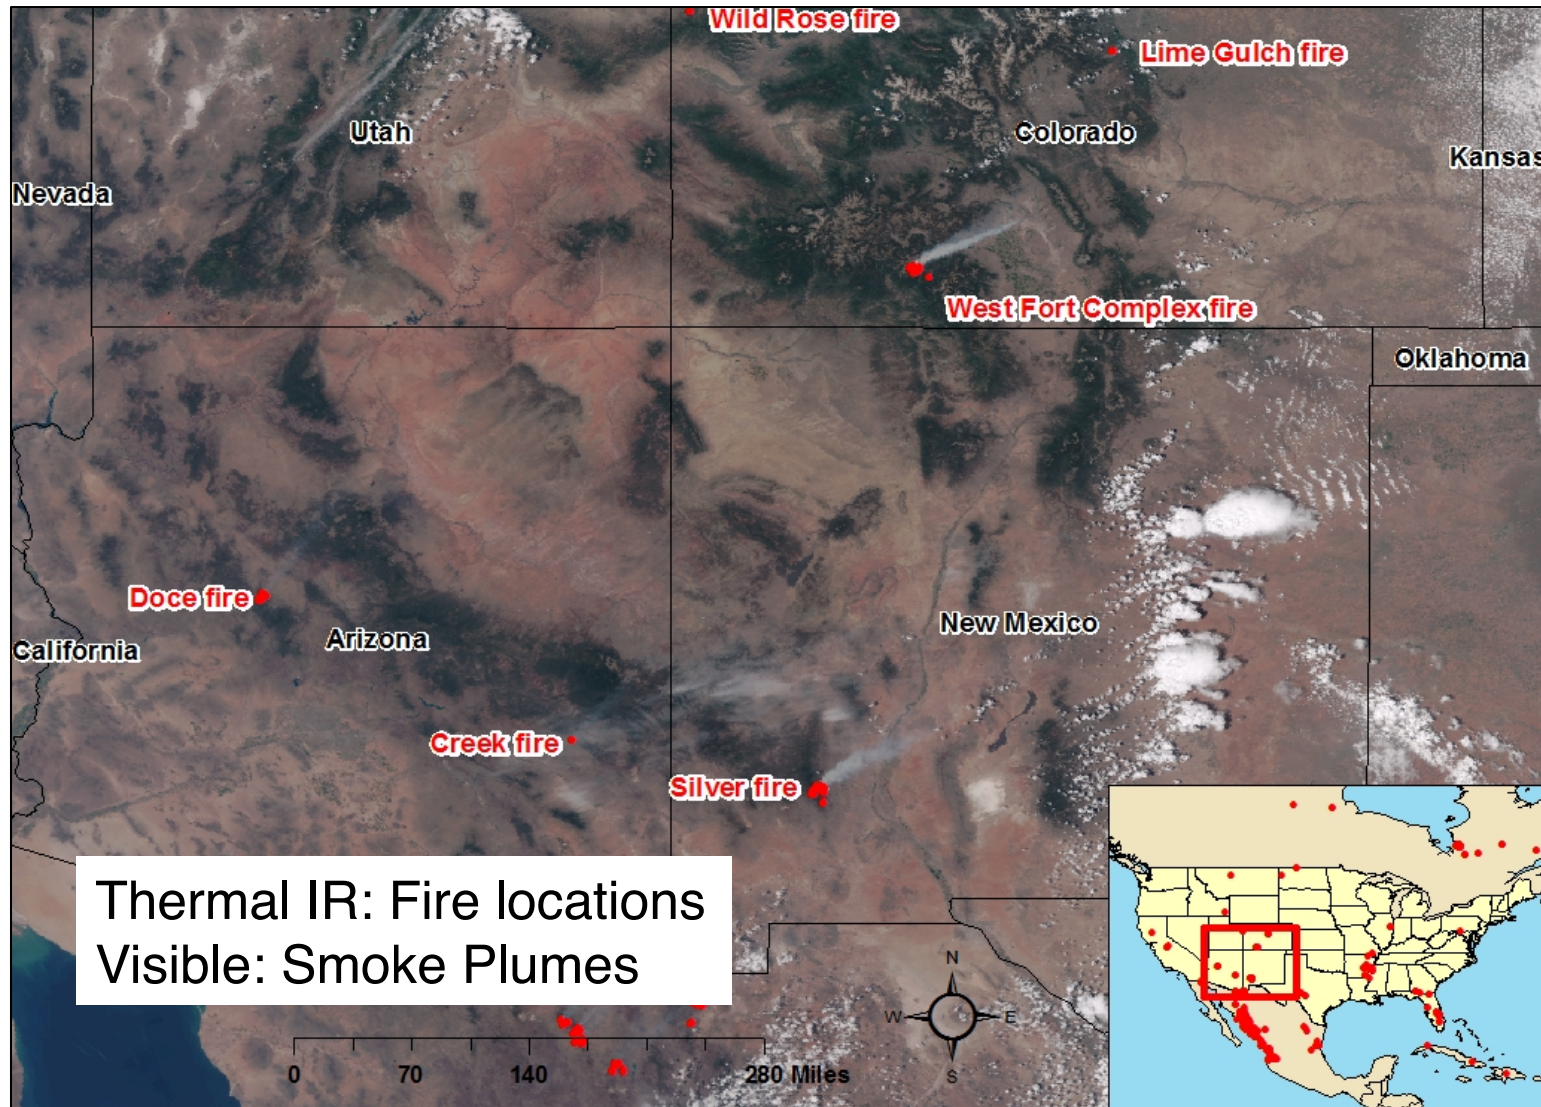 Wild Rose fire
Lime Gulch fire
Utah
Colorado
Kansas
Nevada
West Fort Complex fire
Oklahoma
Doce fire
New Mexico
Arizona
California
Creek fire
Silver fire
Thermal IR: Fire locations
Visible: Smoke Plumes
N
W E
S
0 70 140 280 Miles